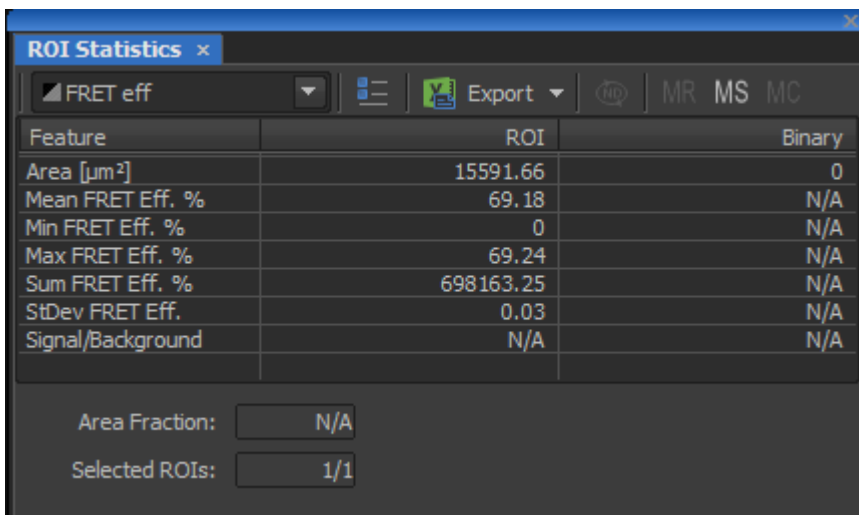 ROI Statistics ×
FRET eff Export ND MR MS MC
Feature ROI Binary
Area [µm²] 15591.66 0
Mean FRET Eff. % 69.18 N/A
Min FRET Eff. % 0 N/A
Max FRET Eff. % 69.24 N/A
Sum FRET Eff. % 698163.25 N/A
StDev FRET Eff. 0.03 N/A
Signal/Background N/A N/A
Area Fraction: N/A
Selected ROIs: 1/1